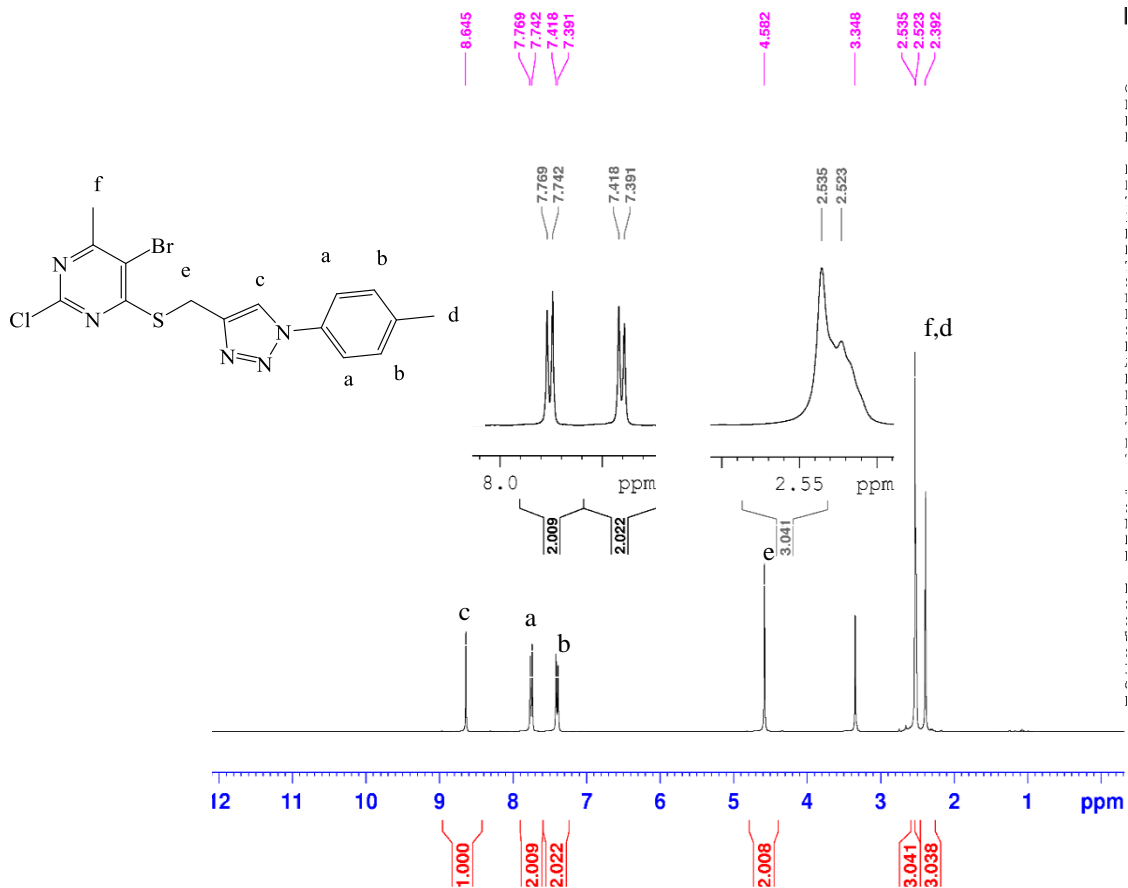 8.645
7.769
7.742
7.418
7.391
4.582
3.348
2.535
2.523
2.392
7.769
7.742
7.418
7.391
2.535
2.523
f
N
Br
e
c
a
b
Cl
N
S
N
d
N
N
a
b
f,d
8.0 ppm
2.55 ppm
2.009
2.022
3.041
e
c
a
b
11 10 9 8 7 6 5 4 3 2 1 ppm
1.000
2.009
2.022
2.008
3.041
3.038